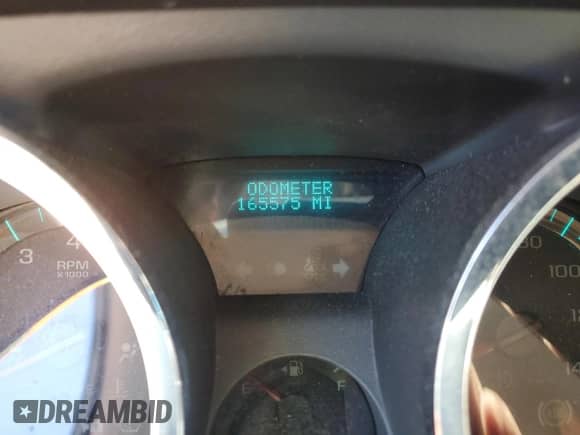 ODOMETER
165575 MI
3
4
RPM
x1000
80
100
E
F
DREAMBID